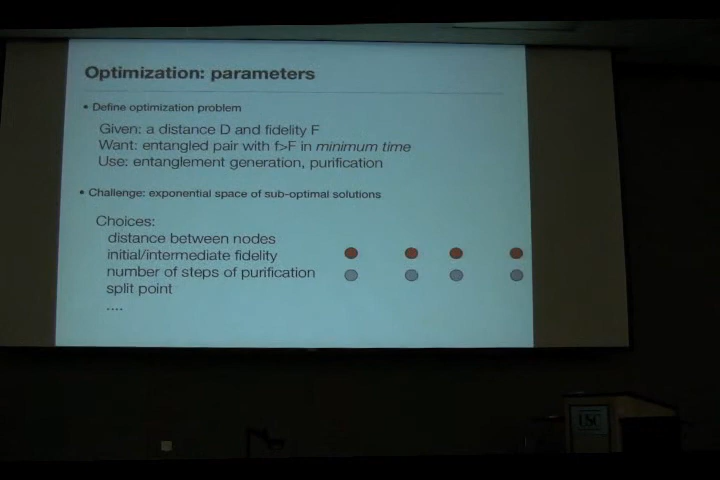 Optimization: parameters
• Define optimization problem
Given: a distance D and fidelity F
Want: entangled pair with f>F in minimum time
Use: entanglement generation, purification
• Challenge: exponential space of sub-optimal solutions
Choices:
distance between nodes
initial/intermediate fidelity
number of steps of purification
split point
....
USC